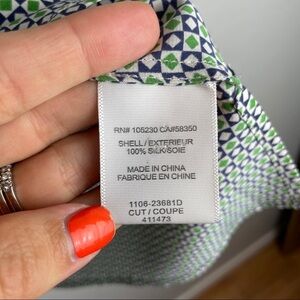 RN# 105230 CA#58350
SHELL / EXTERIEUR
100% SILK/SOIE
MADE IN CHINA
FABRIQUE EN CHINE
1106-23681D
CUT / COUPE
411473